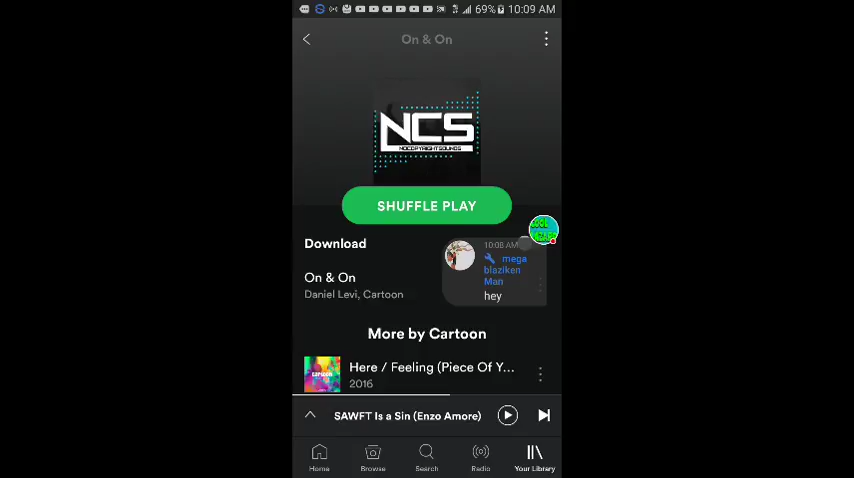 69% 10:09 AM
On & On
NCS
NOCOPYRIGHTSOUNDS
SHUFFLE PLAY
Download
10:08 AM
mega
blaziken
Man
hey
On & On
Daniel Levi, Cartoon
More by Cartoon
Here / Feeling (Piece Of Y...
2016
SAWFT Is a Sin (Enzo Amore)
Home
Browse
Search
Radio
Your Library